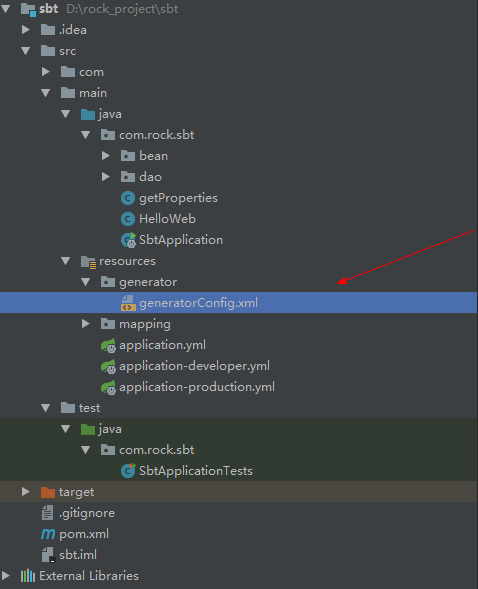 sbt D:\rock_project\sbt
.idea
src
com
main
java
com.rock.sbt
bean
dao
getProperties
HelloWeb
SbtApplication
resources
generator
generatorConfig.xml
mapping
application.yml
application-developer.yml
application-production.yml
test
java
com.rock.sbt
SbtApplicationTests
target
.gitignore
pom.xml
sbt.iml
External Libraries